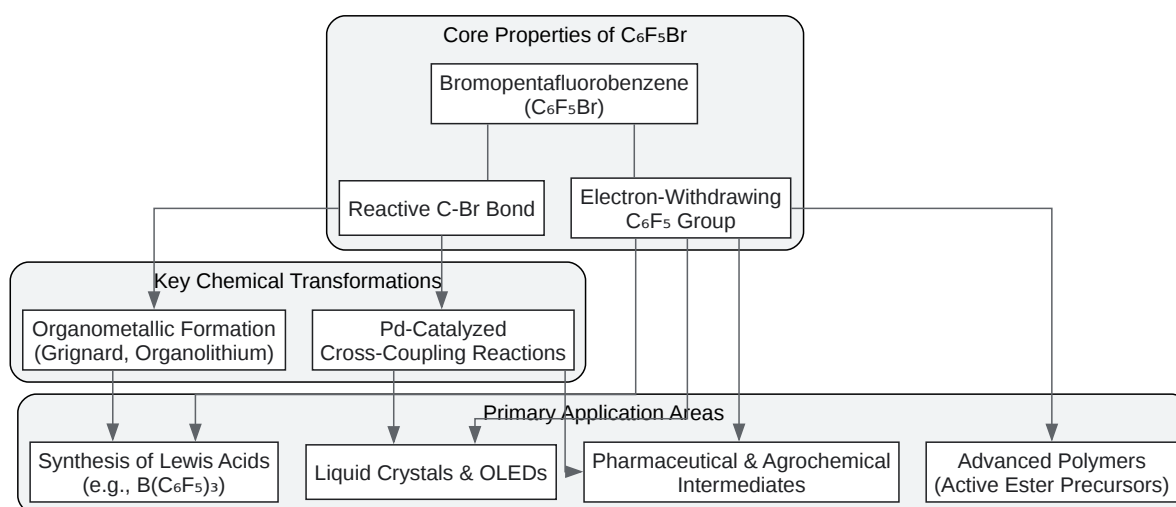 Core Properties of C₆F₅Br
Bromopentafluorobenzene
(C₆F₅Br)
Reactive C-Br Bond
Electron-Withdrawing
C₆F₅ Group
Key Chemical Transformations
Organometallic Formation
(Grignard, Organolithium)
Pd-Catalyzed
Cross-Coupling Reactions
Primary Application Areas
Synthesis of Lewis Acids
(e.g., B(C₆F₅)₃)
Liquid Crystals & OLEDs
Pharmaceutical & Agrochemical
Intermediates
Advanced Polymers
(Active Ester Precursors)